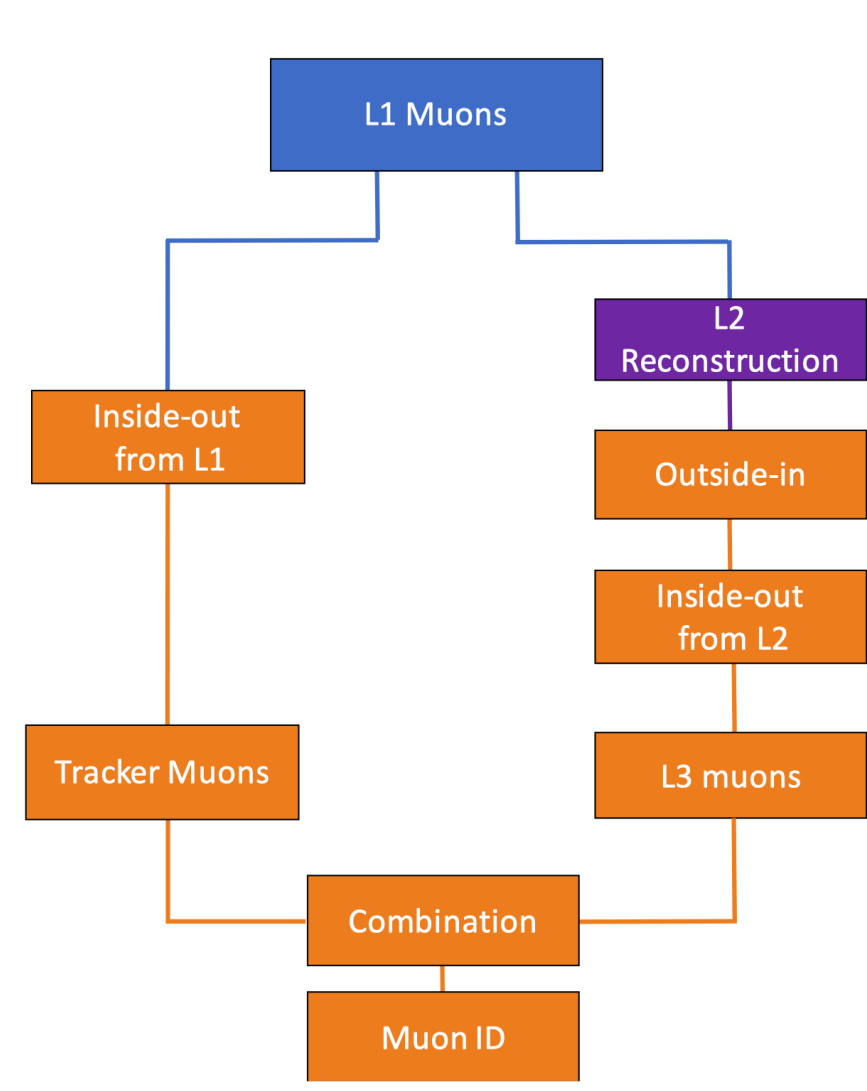 L1 Muons
L2
Reconstruction
Inside-out
from L1
Outside-in
Inside-out
from L2
Tracker Muons
L3 muons
Combination
Muon ID